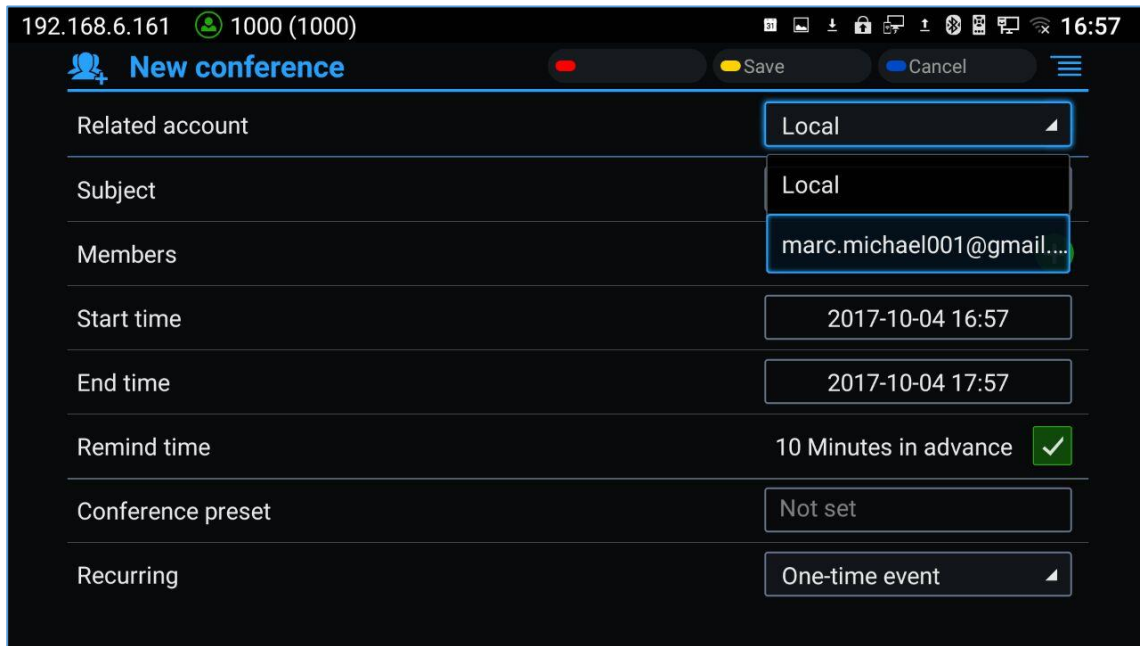 192.168.6.161 1000 (1000) 31 16:57
New conference Save Cancel
Related account Local
Local
Subject
marc.michael001@gmail....
Members
Start time 2017-10-04 16:57
End time 2017-10-04 17:57
Remind time 10 Minutes in advance
Conference preset Not set
Recurring One-time event